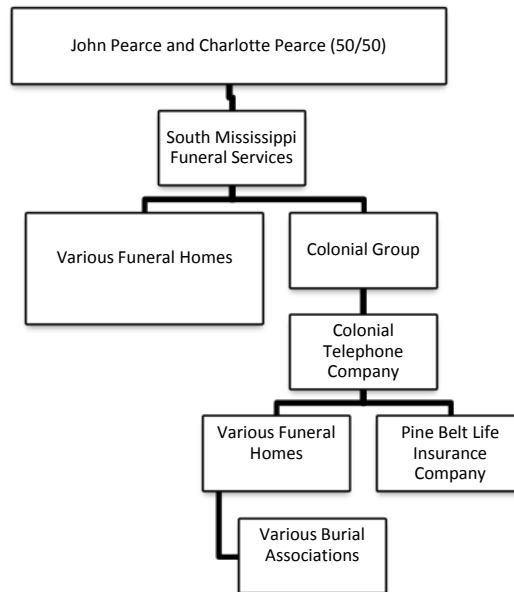 John Pearce and Charlotte Pearce (50/50)
South Mississippi
Funeral Services
Various Funeral Homes
Colonial Group
Colonial
Telephone
Company
Various Funeral
Homes
Pine Belt Life
Insurance
Company
Various Burial
Associations